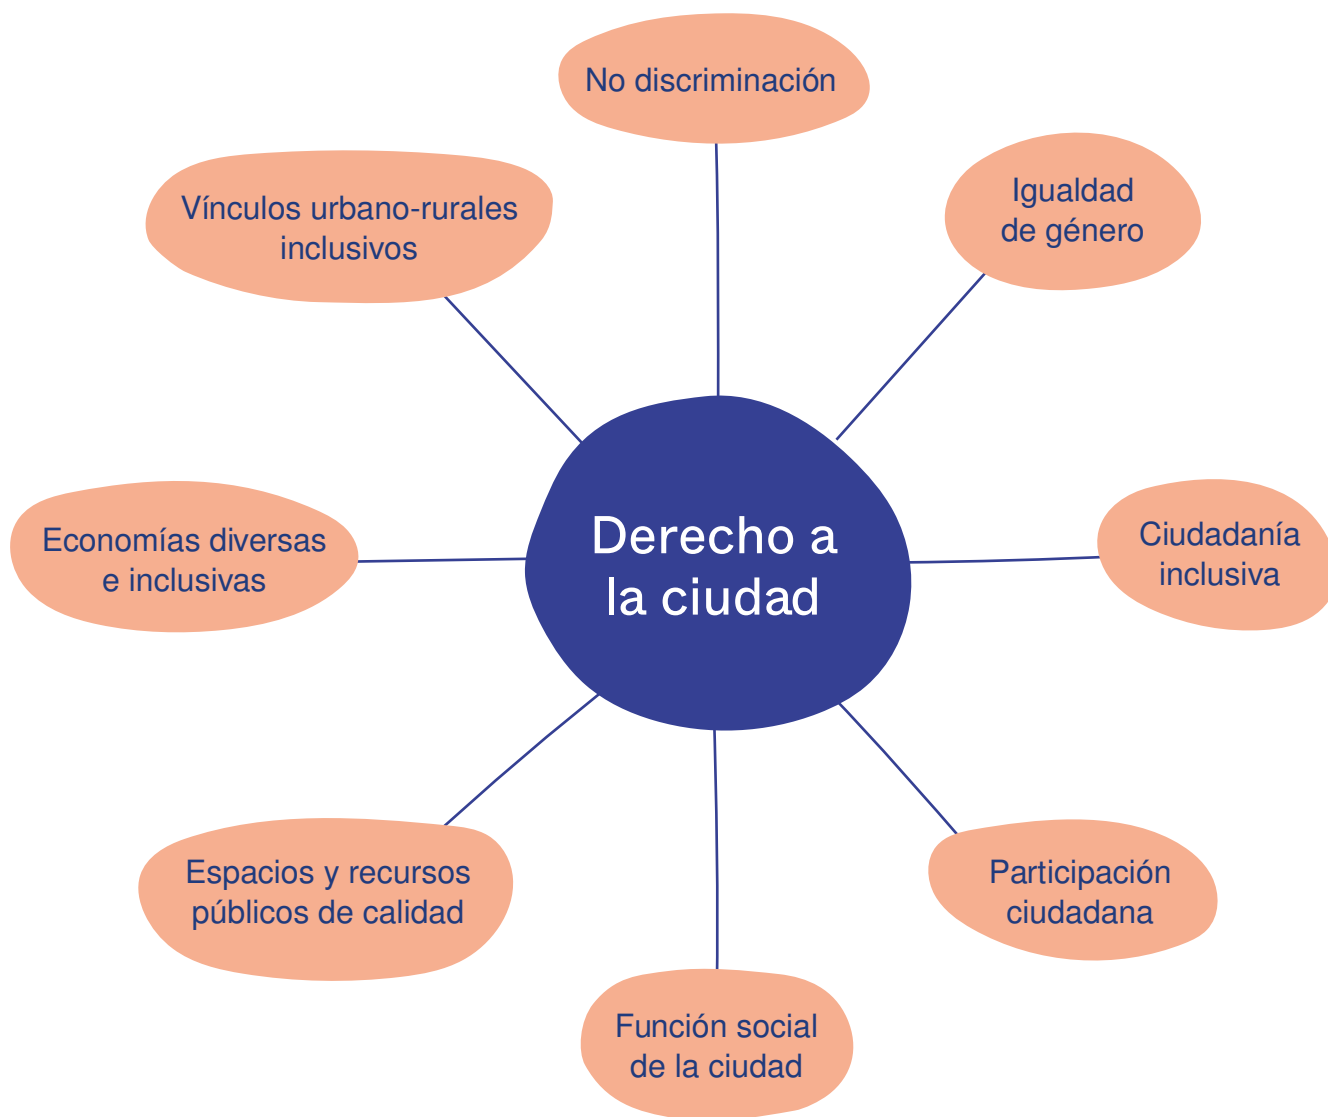 No discriminación
Igualdad
de género
Vínculos urbano-rurales
inclusivos
Derecho a
la ciudad
Economías diversas
e inclusivas
Ciudadanía
inclusiva
Espacios y recursos
públicos de calidad
Participación
ciudadana
Función social
de la ciudad